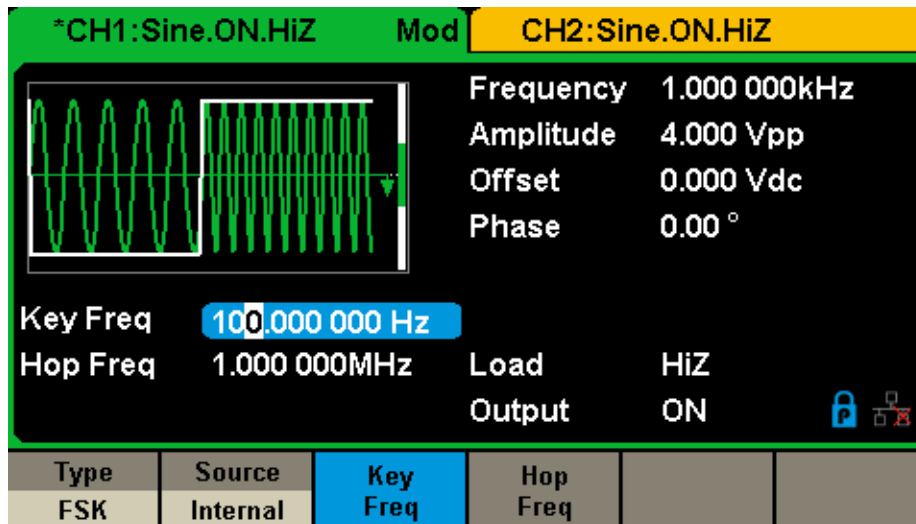 *CH1:Sine.ON.HiZ Mod CH2:Sine.ON.HiZ
Frequency 1.000 000kHz
Amplitude 4.000 Vpp
Offset 0.000 Vdc
Phase 0.00 °
Key Freq 100.000 000 Hz
Hop Freq 1.000 000MHz Load HiZ
Output ON P
Type Source Key Hop
FSK Internal Freq Freq